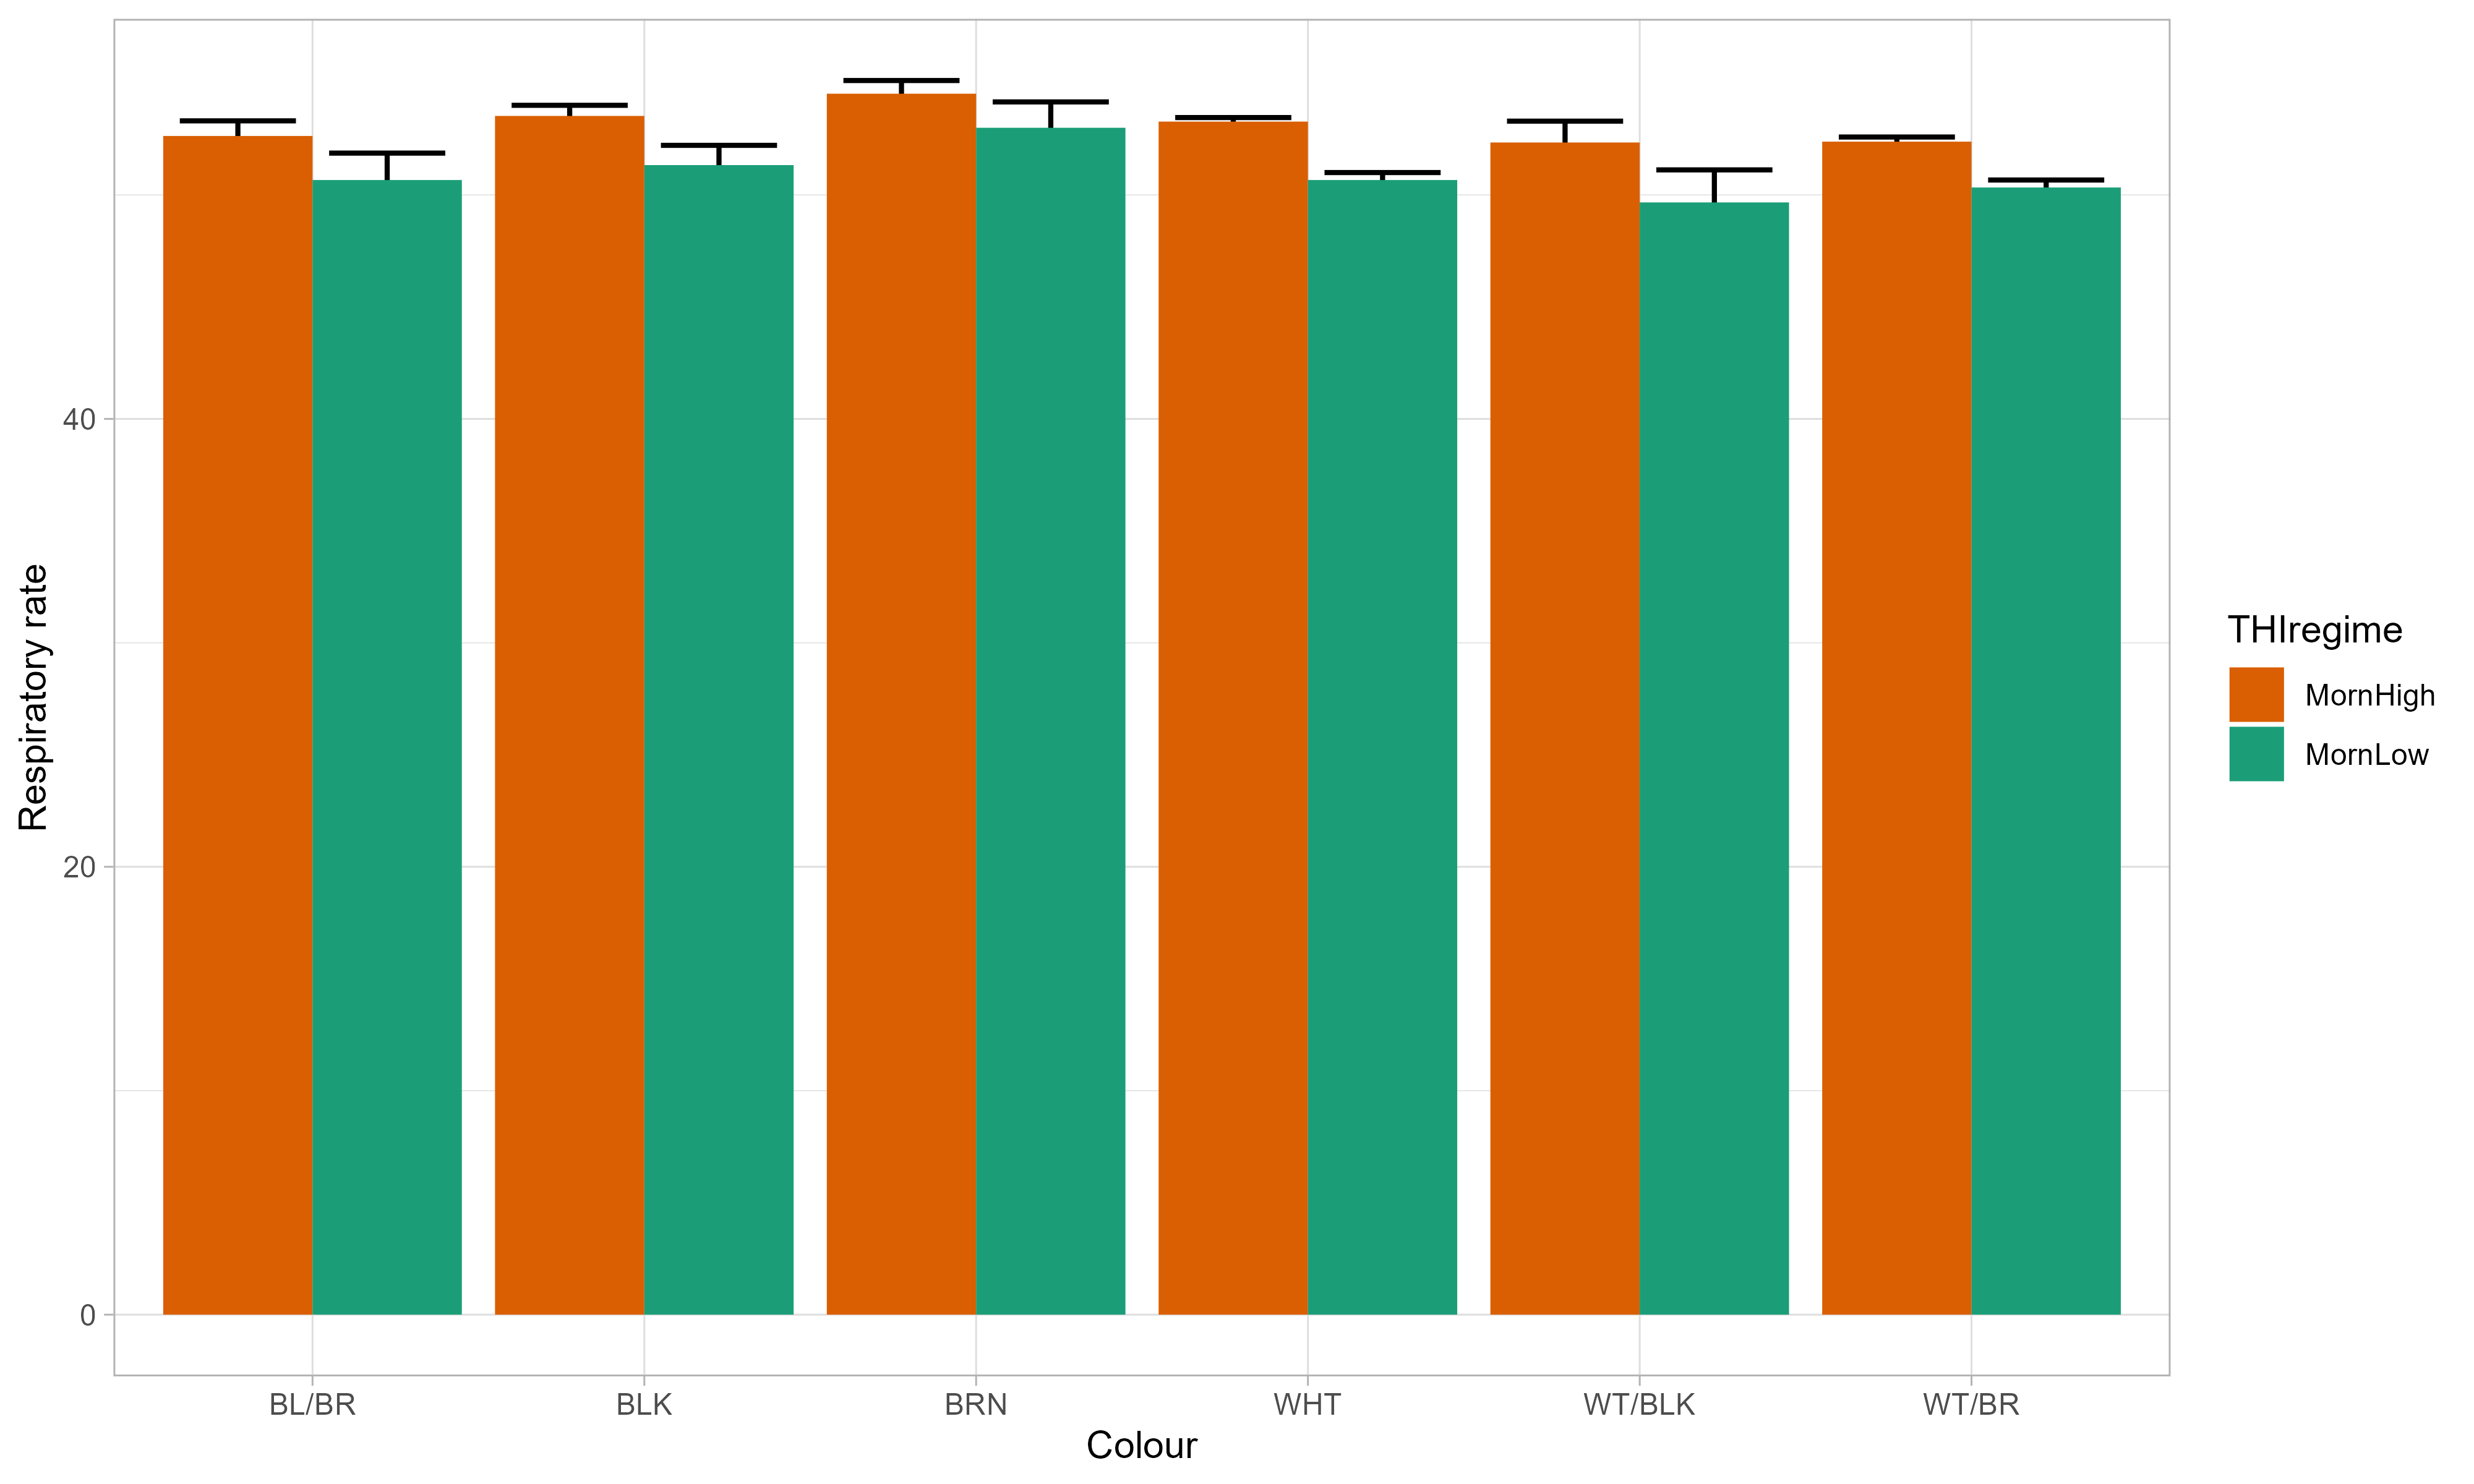 Respiratory rate
40
20
0
BL/BR BLK BRN WHT WT/BLK WT/BR
Colour
THIregime
MornHigh
MornLow